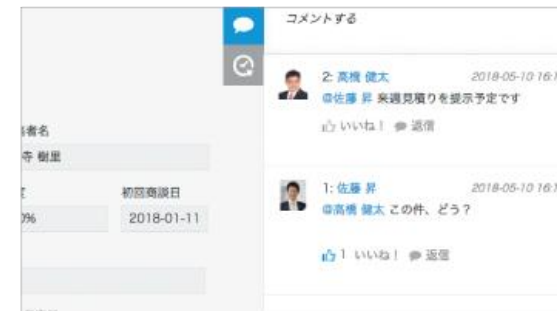 コメントする
2: 高橋 健太 2018-05-10 16:1
@佐藤 昇 来週見積りを提示予定です
いいね! 返信
者名
寺 樹里
初回商談日
0% 2018-01-11
1: 佐藤 昇 2018-05-10 16:1
@高橋 健太 この件、どう？
1 いいね! 返信